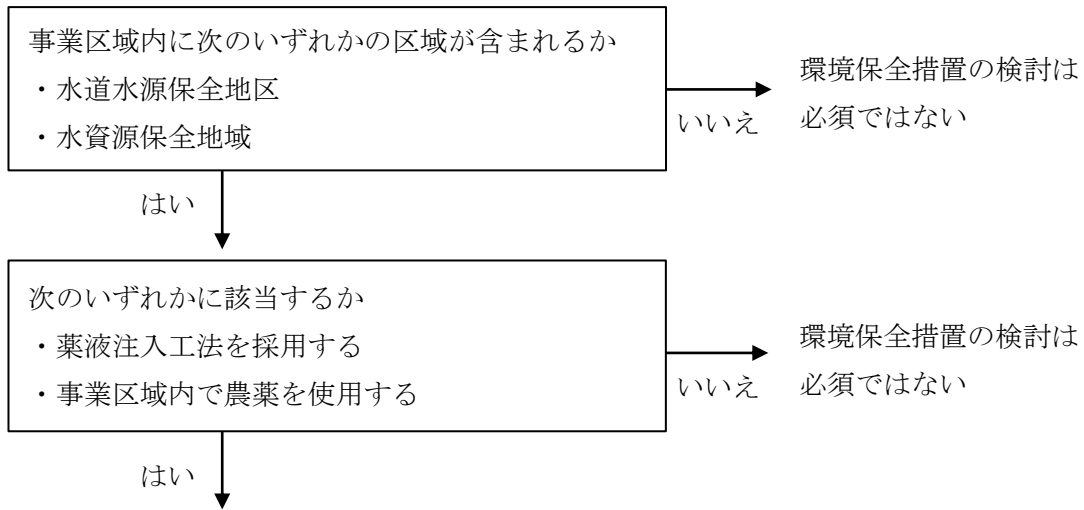 事業区域内に次のいずれかの区域が含まれるか
・水道水源保全地区
・水資源保全地域
いいえ
環境保全措置の検討は
必須ではない
はい
次のいずれかに該当するか
・薬液注入工法を採用する
・事業区域内で農薬を使用する
いいえ
環境保全措置の検討は
必須ではない
はい